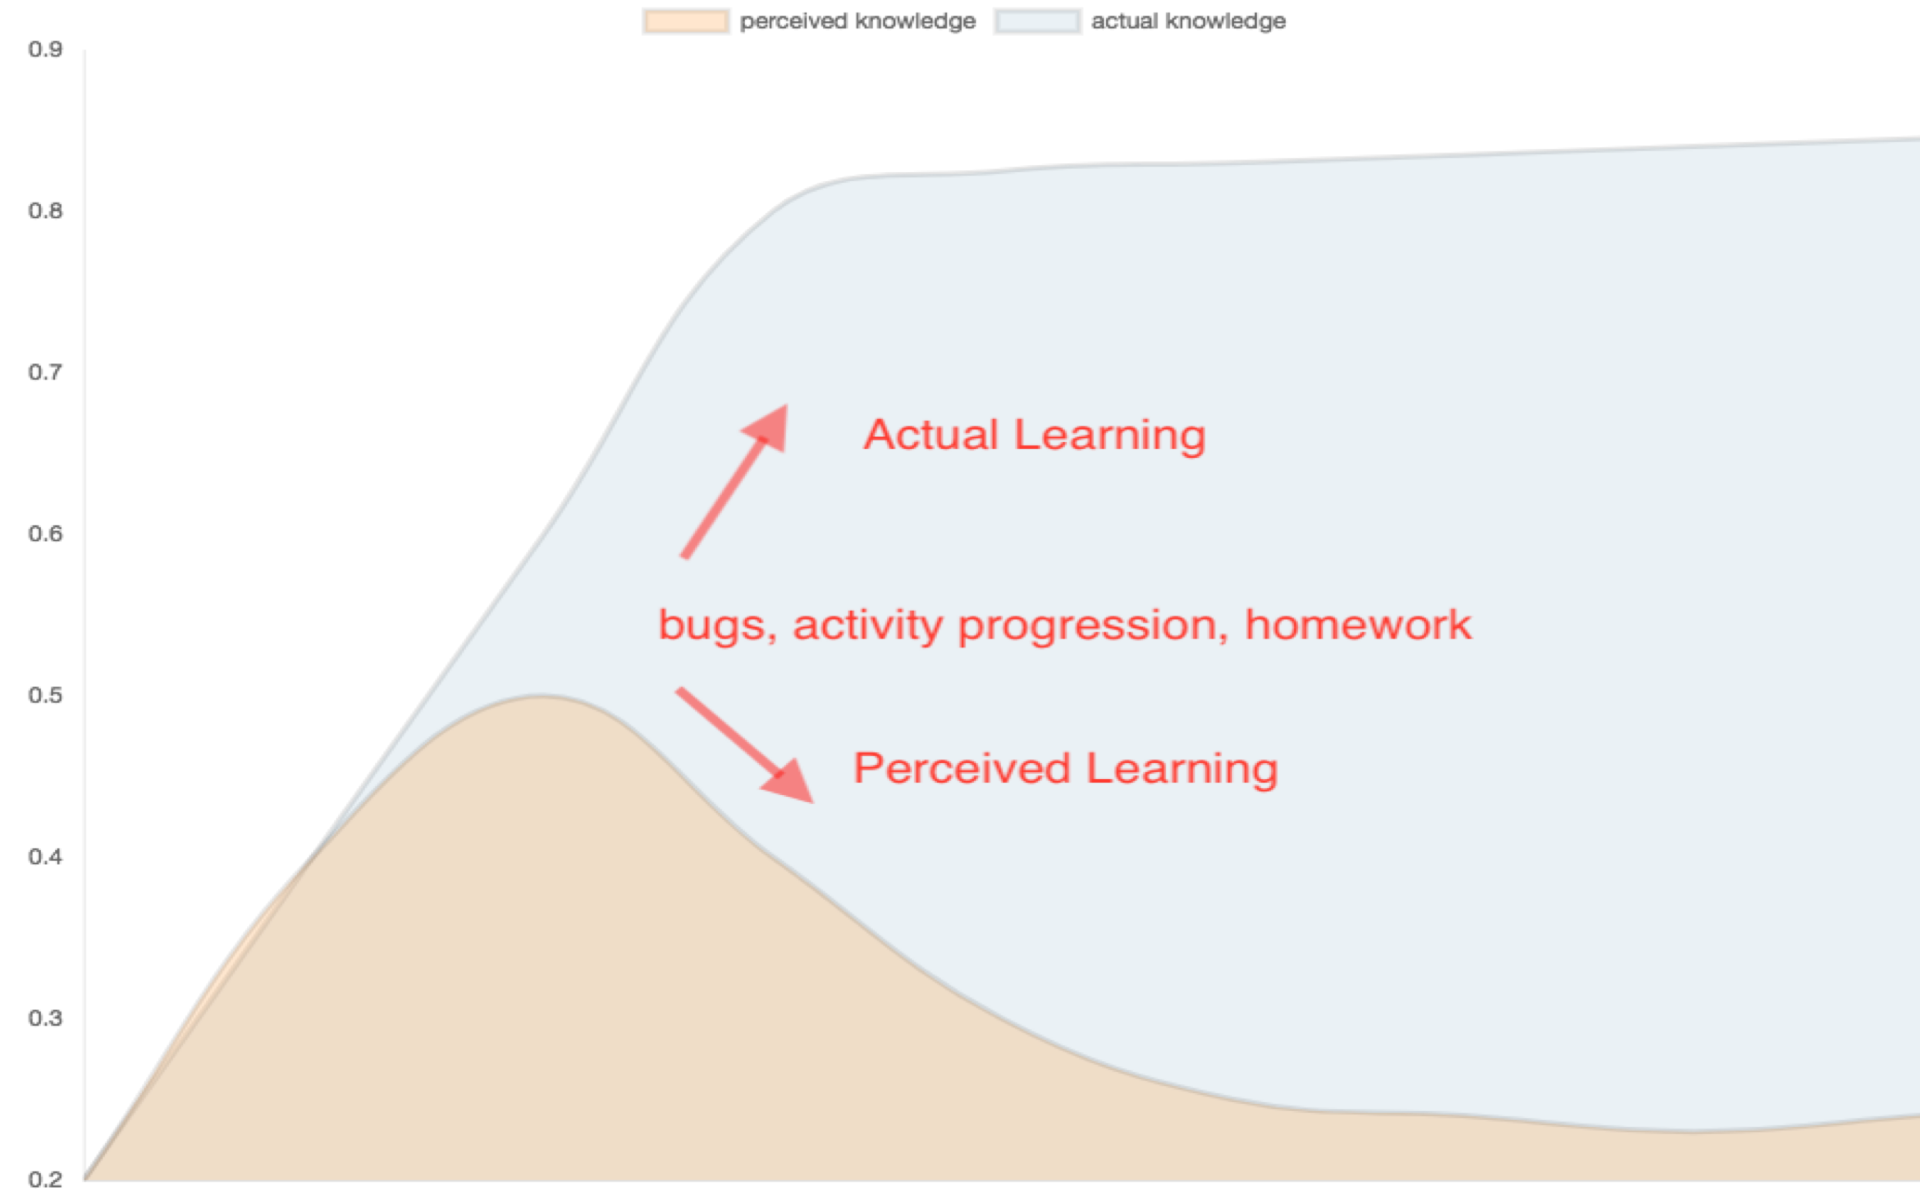 perceived knowledge actual knowledge
0.9
0.8
0.7
Actual Learning
0.6
bugs, activity progression, homework
0.5
Perceived Learning
0.4
0.3
0.2